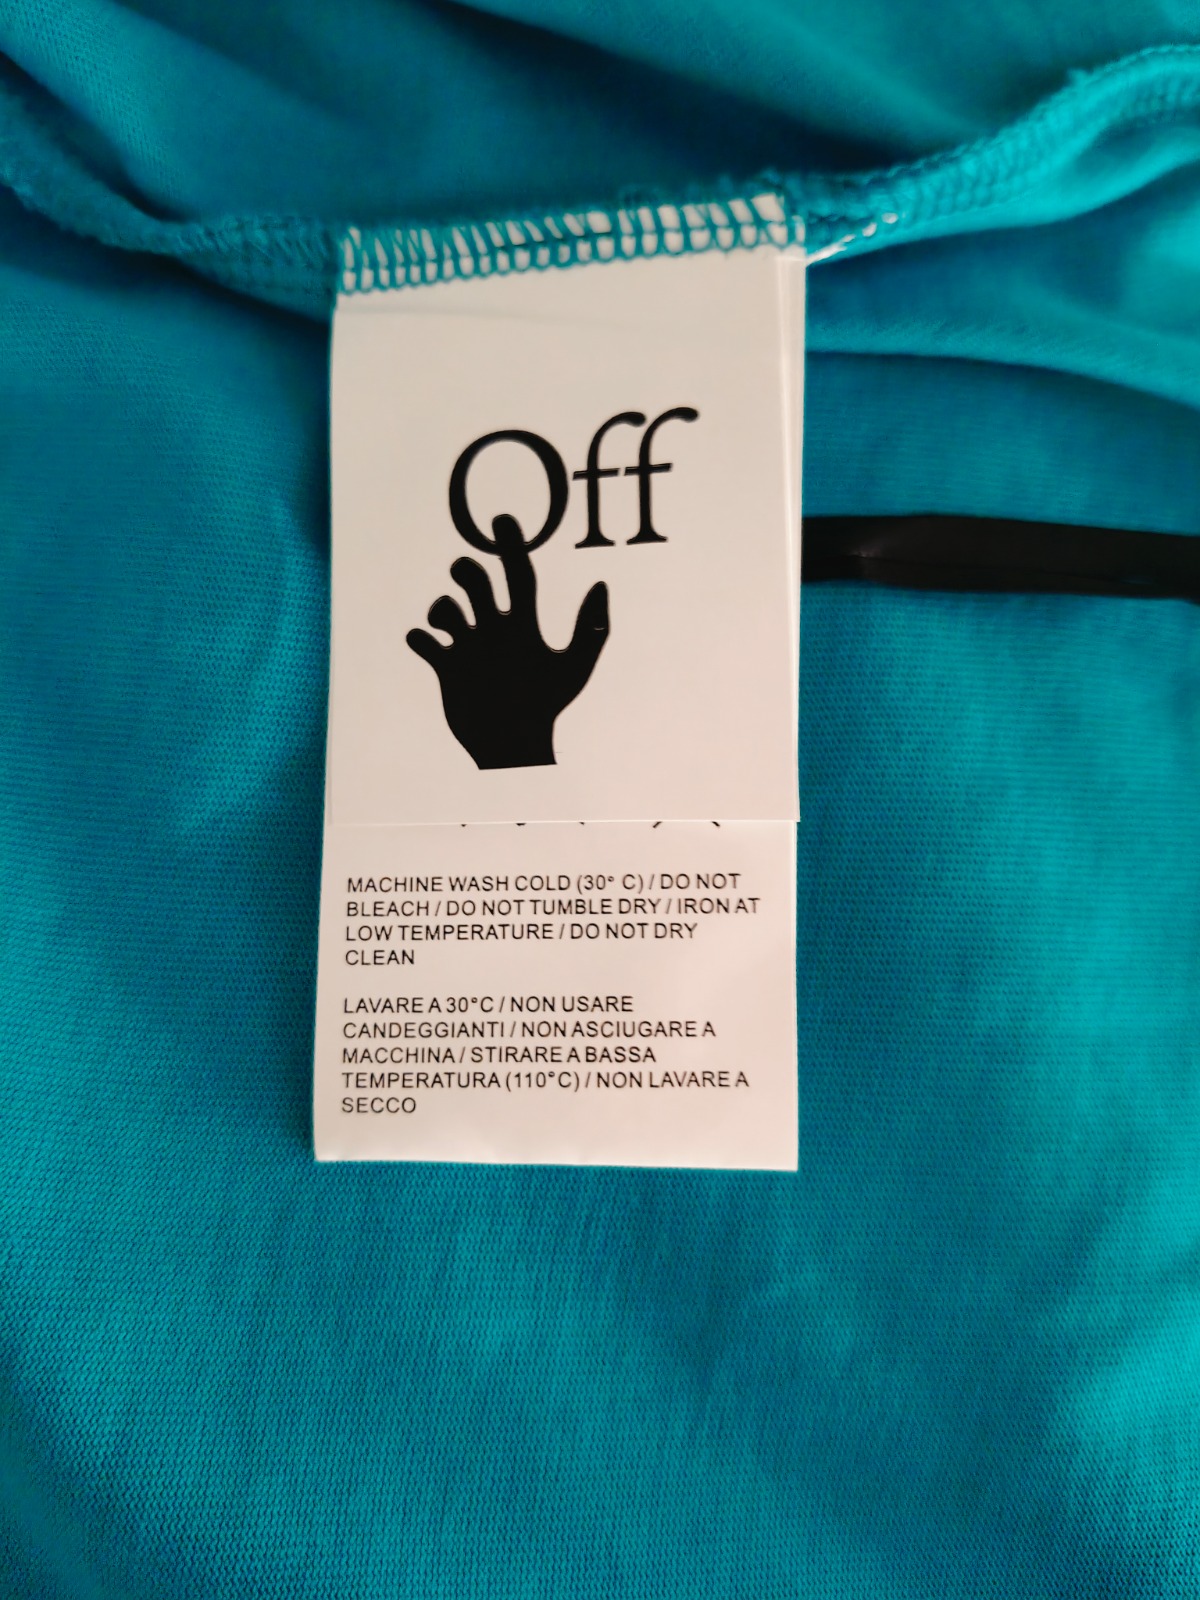 Off
MACHINE WASH COLD (30° C) / DO NOT
BLEACH / DO NOT TUMBLE DRY / IRON AT
LOW TEMPERATURE / DO NOT DRY
CLEAN
LAVARE A 30°C / NON USARE
CANDEGGIANTI / NON ASCIUGARE A
MACCHINA / STIRARE A BASSA
TEMPERATURA (110°C) / NON LAVARE A
SECCO